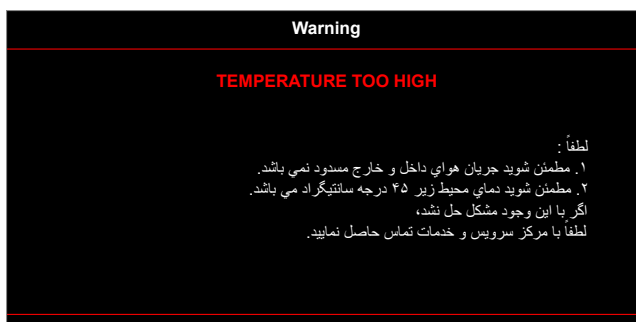 Warning
TEMPERATURE TOO HIGH
لطفاً :
۱. مطمئن شويد جريان هواي داخل و خارج مسدود نمي باشد.
۲. مطمئن شويد دماي محيط زير ۴۵ درجه سانتيگراد مي باشد.
اگر با اين وجود مشكل حل نشد،
لطفاً با مركز سرويس و خدمات تماس حاصل نماييد.